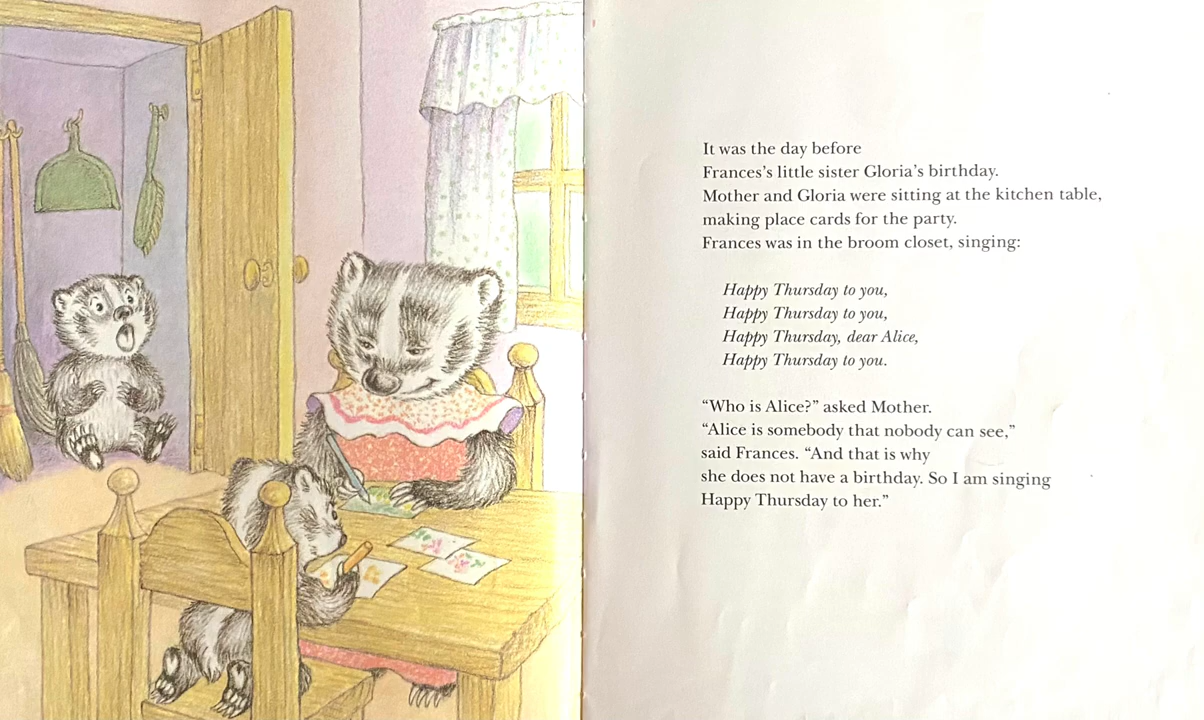 It was the day before
Frances’s little sister Gloria’s birthday.
Mother and Gloria were sitting at the kitchen table,
making place cards for the party.
Frances was in the broom closet, singing:
Happy Thursday to you,
Happy Thursday to you,
Happy Thursday, dear Alice,
Happy Thursday to you.
“Who is Alice?” asked Mother.
“Alice is somebody that nobody can see,”
said Frances. “And that is why
she does not have a birthday. So I am singing
Happy Thursday to her.”